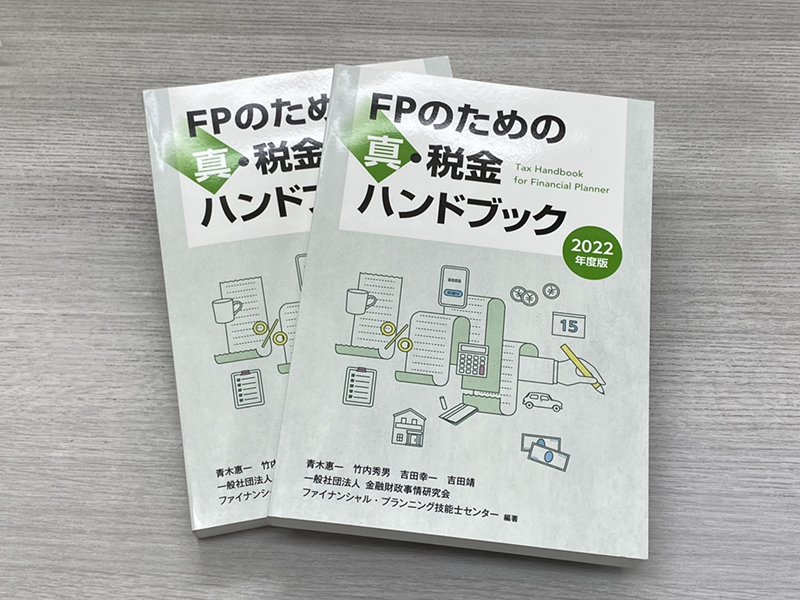 FPのため
真・税金
ハンドブ
青木惠一 竹内
一般社団法人
ファイナンシャ
FPのための
真・税金
Tax Handbook
for Financial Planner
ハンドブック
2022
年度版
15
青木惠一 竹内秀男 吉田幸一 吉田靖
一般社団法人 金融財政事情研究会
ファイナンシャル・プランニング技能士センター 編著